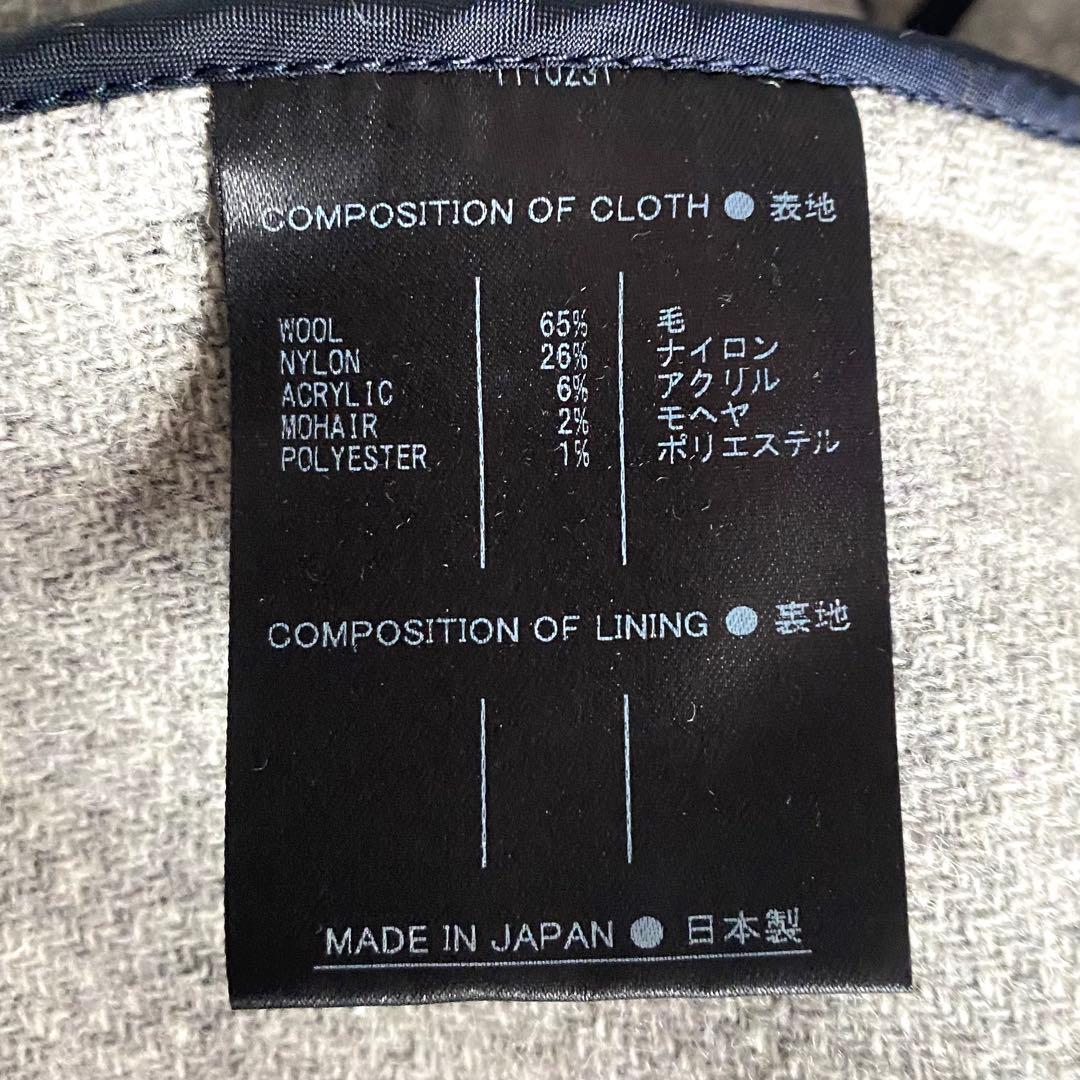 COMPOSITION OF CLOTH ● 表地
WOOL 65% 毛
NYLON 26% ナイロン
ACRYLIC 6% アクリル
MOHAIR 2% モヘヤ
POLYESTER 1% ポリエステル
COMPOSITION OF LINING ● 裏地
MADE IN JAPAN ● 日本製